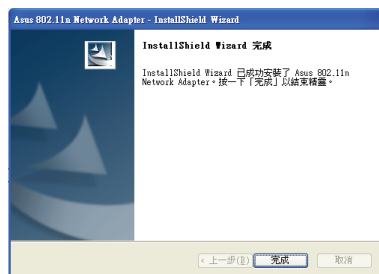 Asus 802.11n Network Adapter - InstallShield Wizard
InstallShield Wizard 完成
InstallShield Wizard 已成功安裝了 Asus 802.11n
Network Adapter。按一下「完成」以結束精靈。
< 上一步(B) 完成 取消